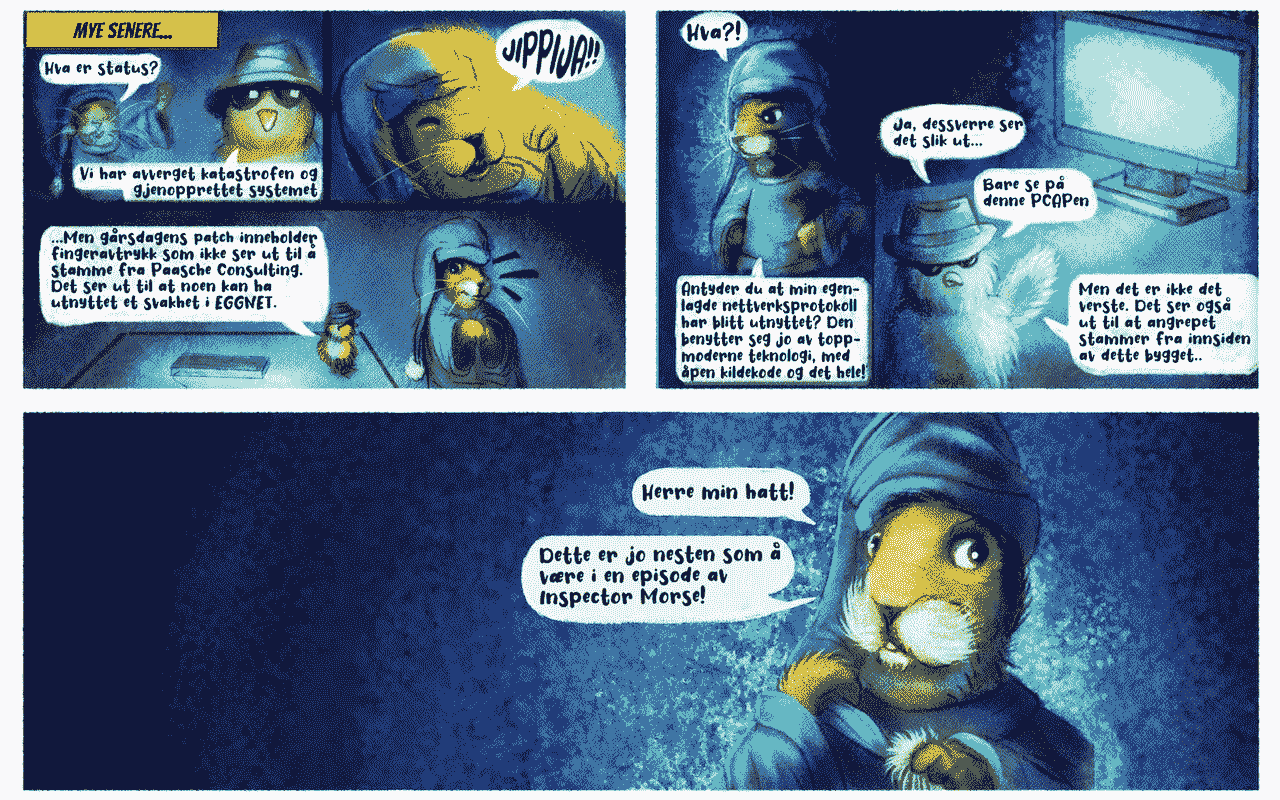 MYE SENERE...
Hva er status?
Vi har avverget katastrofen og
gjenopprettet systemet
JIPPIJA!!
...Men gårsdagens patch inneholder
fingeravtrykk som ikke ser ut til å
stamme fra Paasche Consulting.
Det ser ut til at noen kan ha
utnyttet et svakhet i EGGNET.
Hva?!
Antyder du at min egen-
lagde nettverksprotokoll
har blitt utnyttet? Den
benytter seg jo av topp-
moderne teknologi, med
åpen kildekode og det hele!
Ja, dessverre ser
det slik ut...
Bare se på
denne PCAPen
Men det er ikke det
verste. Det ser også
ut til at angrepet
stammer fra innsiden
av dette bygget..
Herre min hatt!
Dette er jo nesten som å
være i en episode av
Inspector Morse!